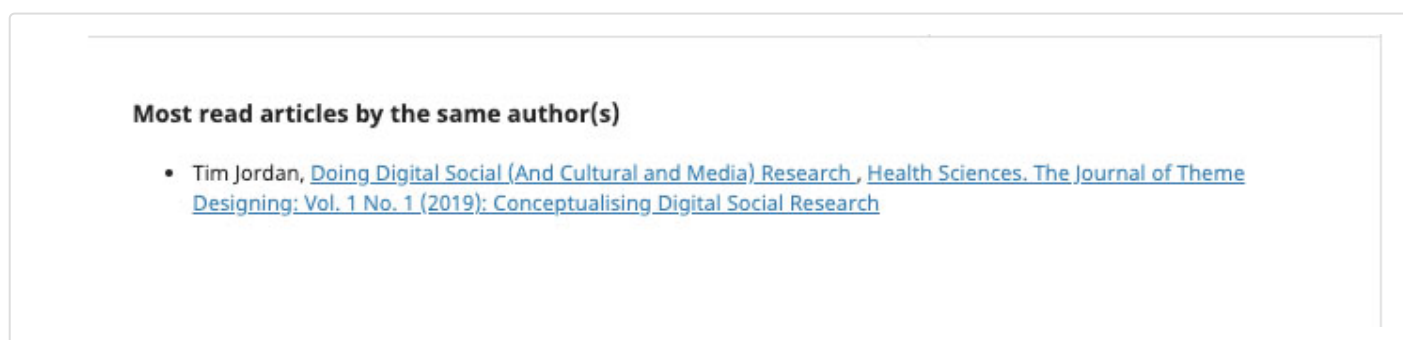 Most read articles by the same author(s)
• Tim Jordan, Doing Digital Social (And Cultural and Media) Research , Health Sciences. The Journal of Theme
Designing: Vol. 1 No. 1 (2019): Conceptualising Digital Social Research